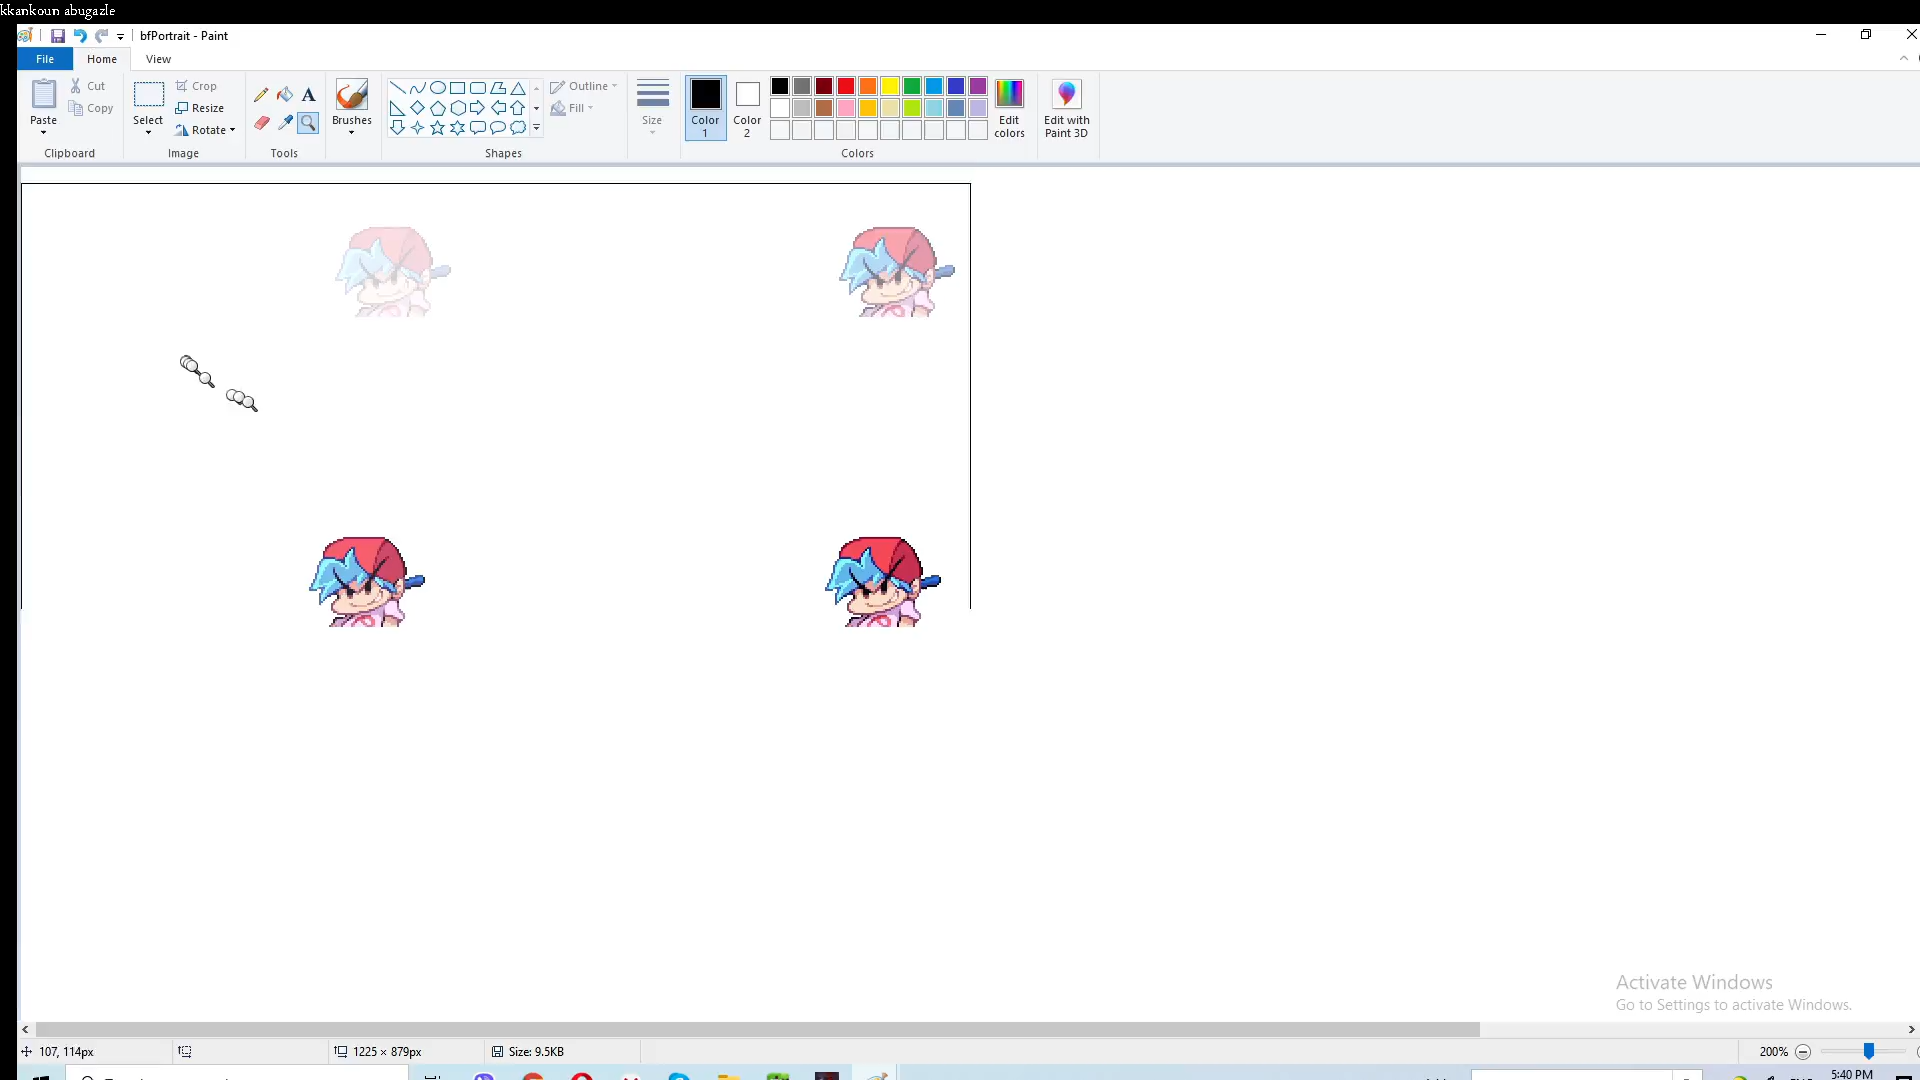 kkankoun abugazle
bfPortrait - Paint
File Home View
Paste
Cut
Copy
Clipboard
Select
Crop
Resize
Rotate
Image
A
Tools
Brushes
Shapes
Outline
Fill
Size
Color
1
Color
2
Colors
Edit
colors
Edit with
Paint 3D
Activate Windows
Go to Settings to activate Windows.
107, 114px
1225 × 879px
Size: 9.5KB
200%
5:40 PM